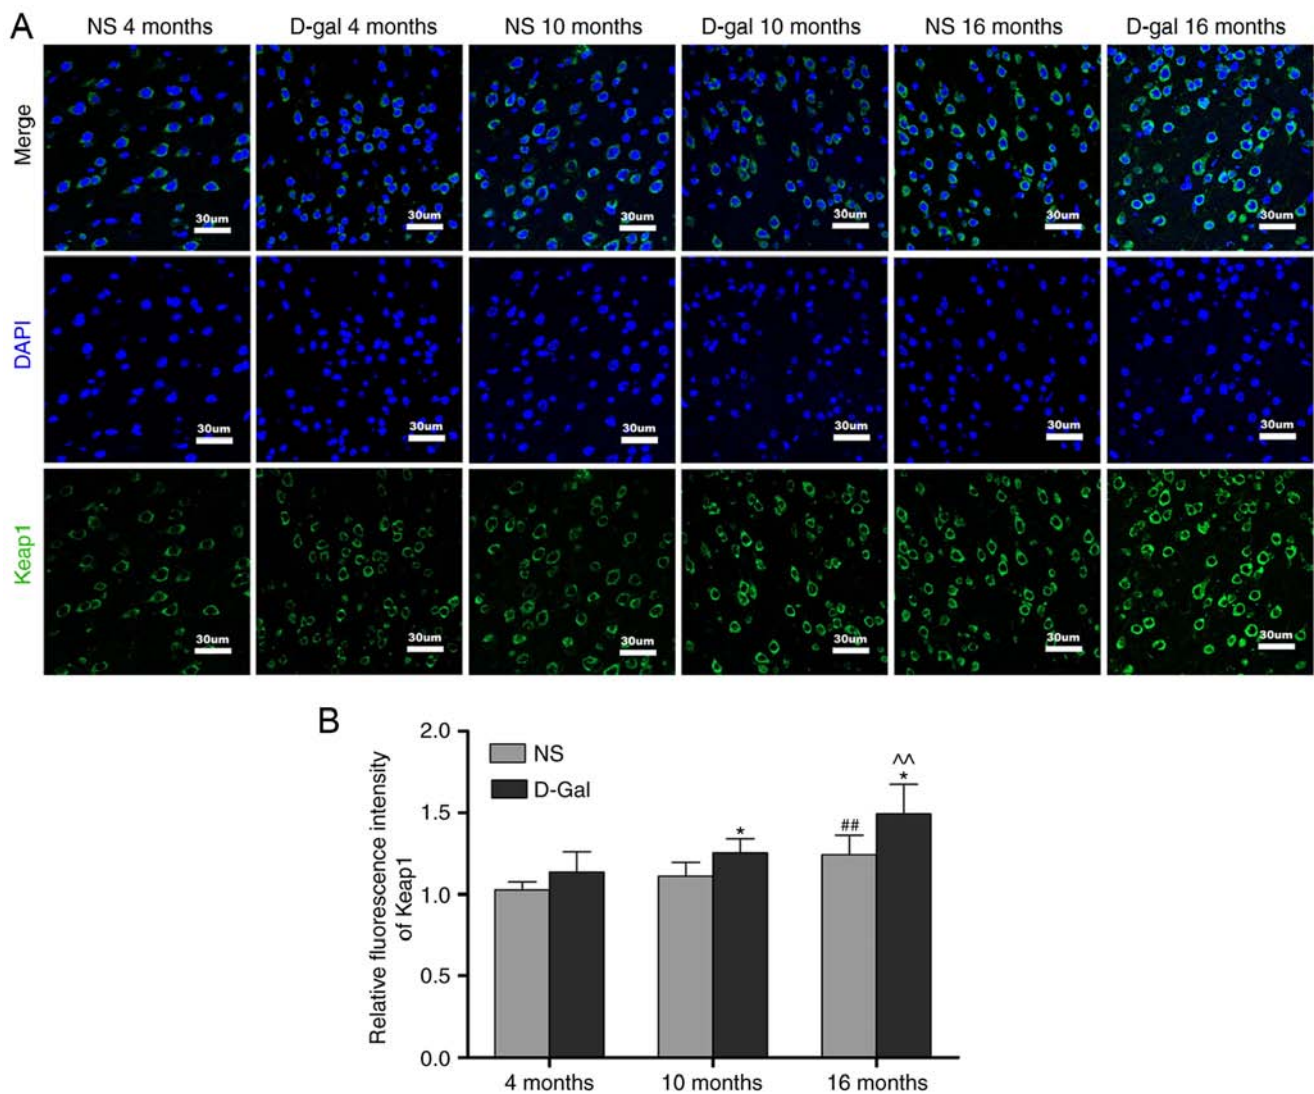 A
NS 4 months D-gal 4 months NS 10 months D-gal 10 months NS 16 months D-gal 16 months
Merge
30um 30um 30um 30um 30um 30um
DAPI
30um 30um 30um 30um 30um 30um
Keap1
30um 30um 30um 30um 30um 30um
B
Relative fluorescence intensity
of Keap1
2.0
1.5
1.0
0.5
0.0
NS
D-Gal
*
##
^^
*
4 months 10 months 16 months